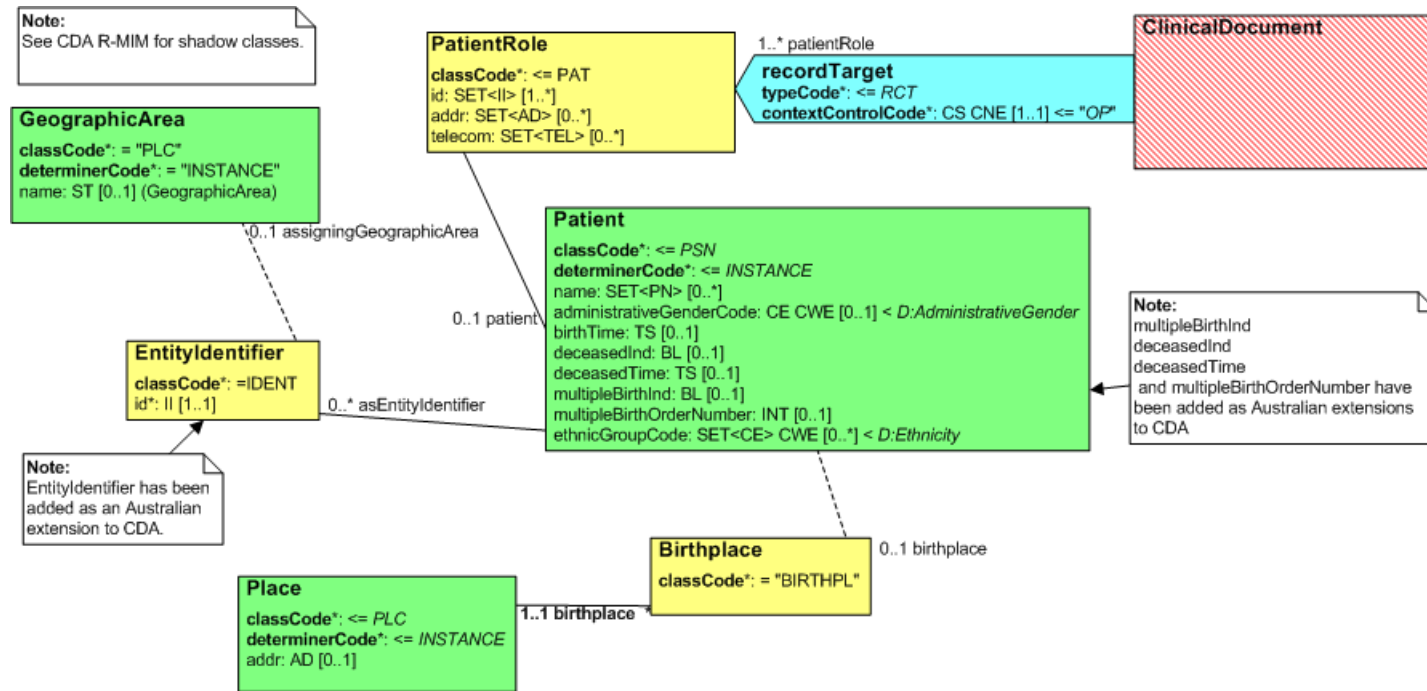 Note:
See CDA R-MIM for shadow classes.
PatientRole
classCode*: <= PAT
id: SET<II> [1..*]
addr: SET<AD> [0..*]
telecom: SET<TEL> [0..*]
1..* patientRole
recordTarget
typeCode*: <= RCT
contextControlCode*: CS CNE [1..1] <= "OP"
ClinicalDocument
GeographicArea
classCode*: = "PLC"
determinerCode*: = "INSTANCE"
name: ST [0..1] (GeographicArea)
0..1 assigningGeographicArea
Patient
classCode*: <= PSN
determinerCode*: <= INSTANCE
name: SET<PN> [0..*]
administrativeGenderCode: CE CWE [0..1] < D:AdministrativeGender
birthTime: TS [0..1]
deceasedInd: BL [0..1]
deceasedTime: TS [0..1]
multipleBirthInd: BL [0..1]
multipleBirthOrderNumber: INT [0..1]
ethnicGroupCode: SET<CE> CWE [0..*] < D:Ethnicity
0..1 patient
Note:
multipleBirthInd
deceasedInd
deceasedTime
and multipleBirthOrderNumber have
been added as Australian extensions
to CDA
EntityIdentifier
classCode*: =IDENT
id*: II [1..1]
0..* asEntityIdentifier
Note:
EntityIdentifier has been
added as an Australian
extension to CDA.
Birthplace
classCode*: = "BIRTHPL"
0..1 birthplace
Place
classCode*: <= PLC
determinerCode*: <= INSTANCE
addr: AD [0..1]
1..1 birthplace *